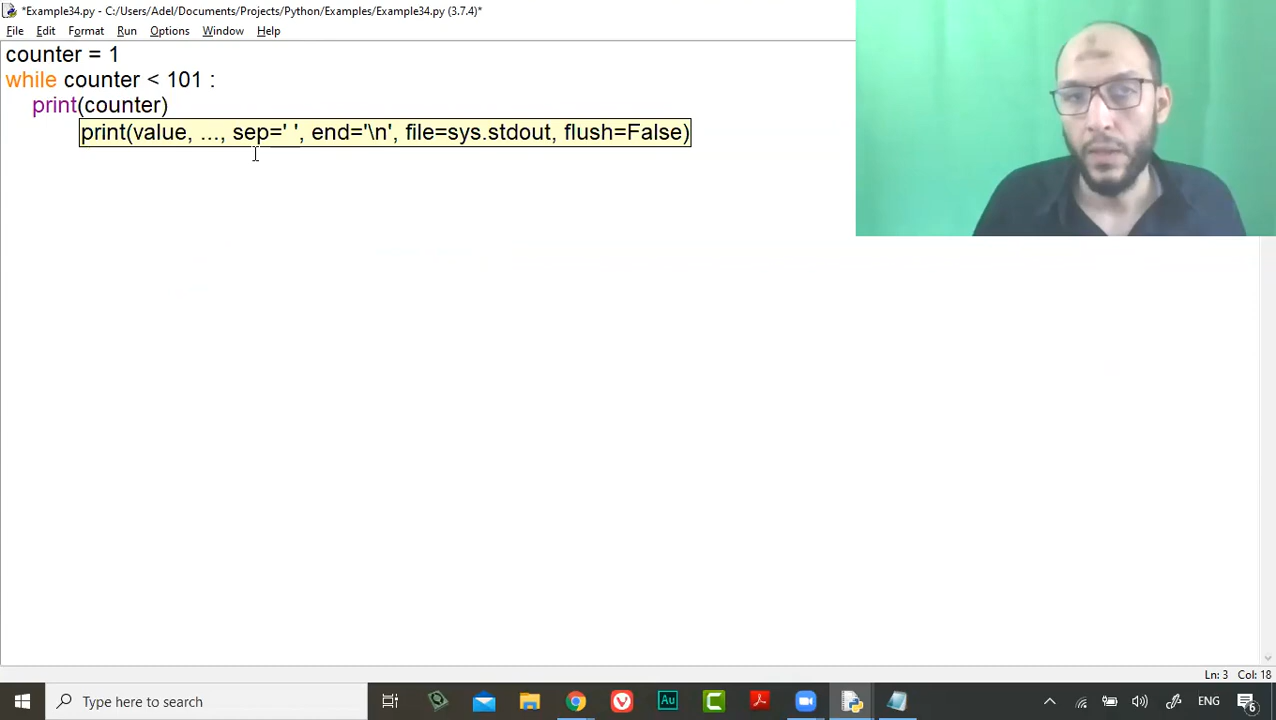 *Example34.py - C:/Users/Adel/Documents/Projects/Python/Examples/Example34.py (3.7.4)*
File Edit Format Run Options Window Help
counter = 1
while counter < 101 :
print(counter)
print(value, ..., sep=' ', end='\n', file=sys.stdout, flush=False)
Ln: 3 Col: 18
Type here to search
Au
ENG
6